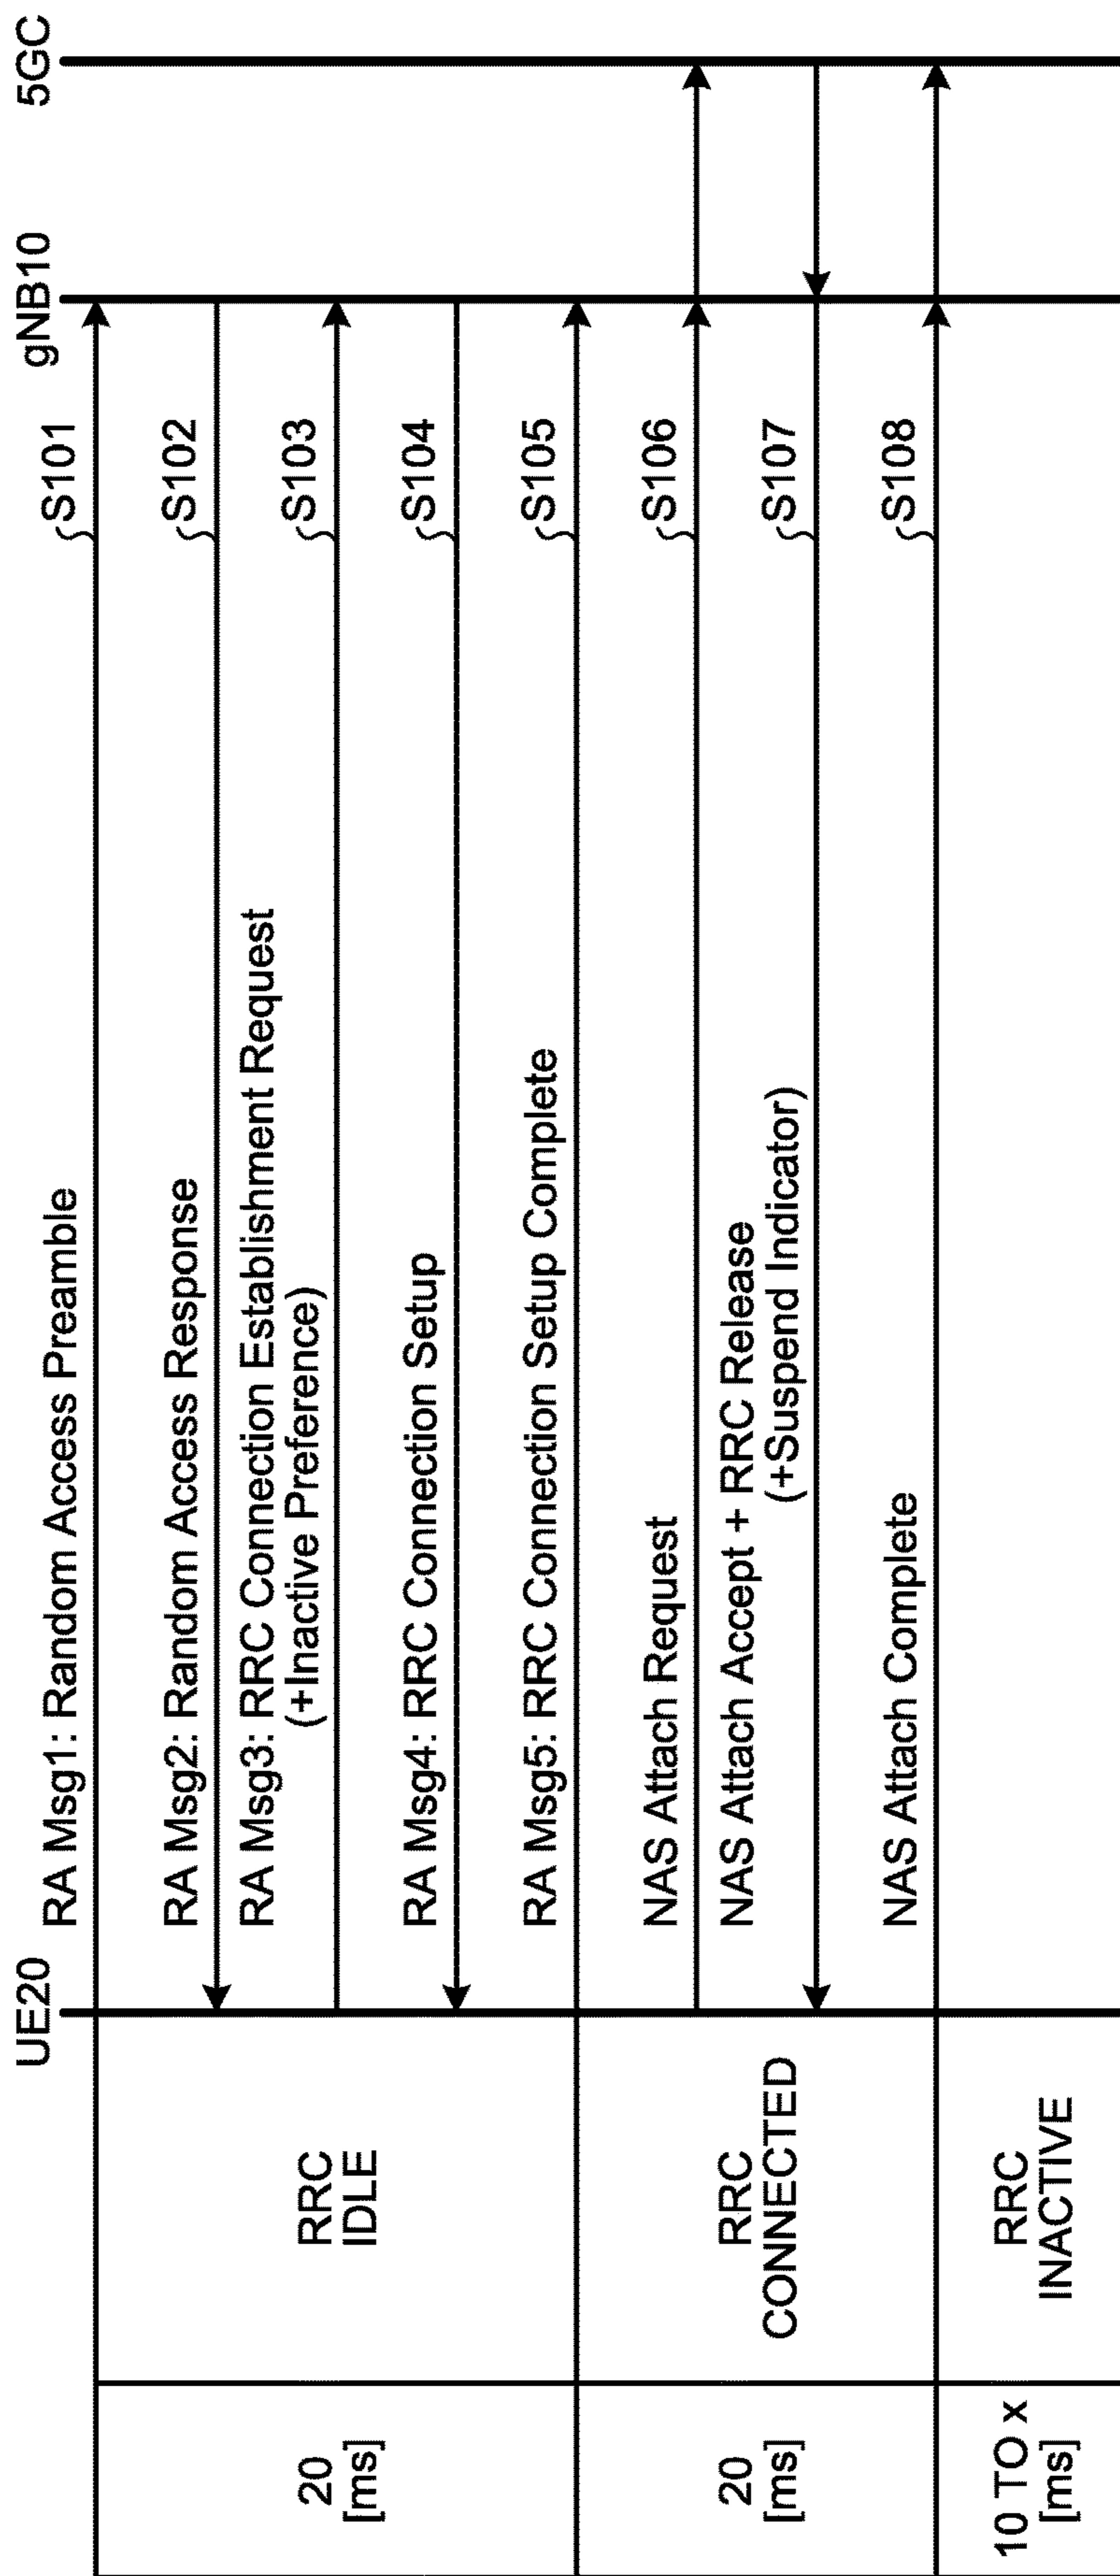 UE20
gNB10
5GC
RA Msg1: Random Access Preamble
S101
RA Msg2: Random Access Response
S102
RA Msg3: RRC Connection Establishment Request
(+Inactive Preference)
S103
RA Msg4: RRC Connection Setup
S104
RA Msg5: RRC Connection Setup Complete
S105
NAS Attach Request
S106
NAS Attach Accept + RRC Release
(+Suspend Indicator)
S107
NAS Attach Complete
S108
20
[ms]
RRC
IDLE
20
[ms]
RRC
CONNECTED
10 TO x
[ms]
RRC
INACTIVE